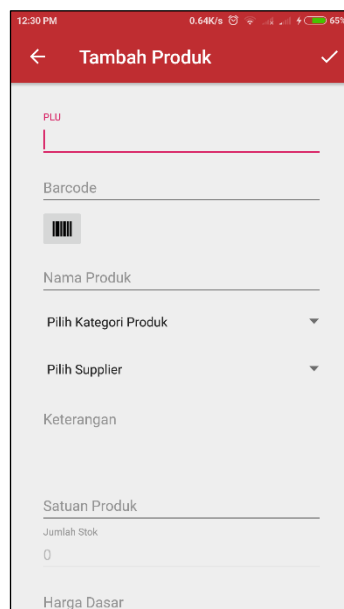 12:30 PM 0.64K/s 65%
Tambah Produk
PLU
Barcode
Nama Produk
Pilih Kategori Produk
Pilih Supplier
Keterangan
Satuan Produk
Jumlah Stok
0
Harga Dasar